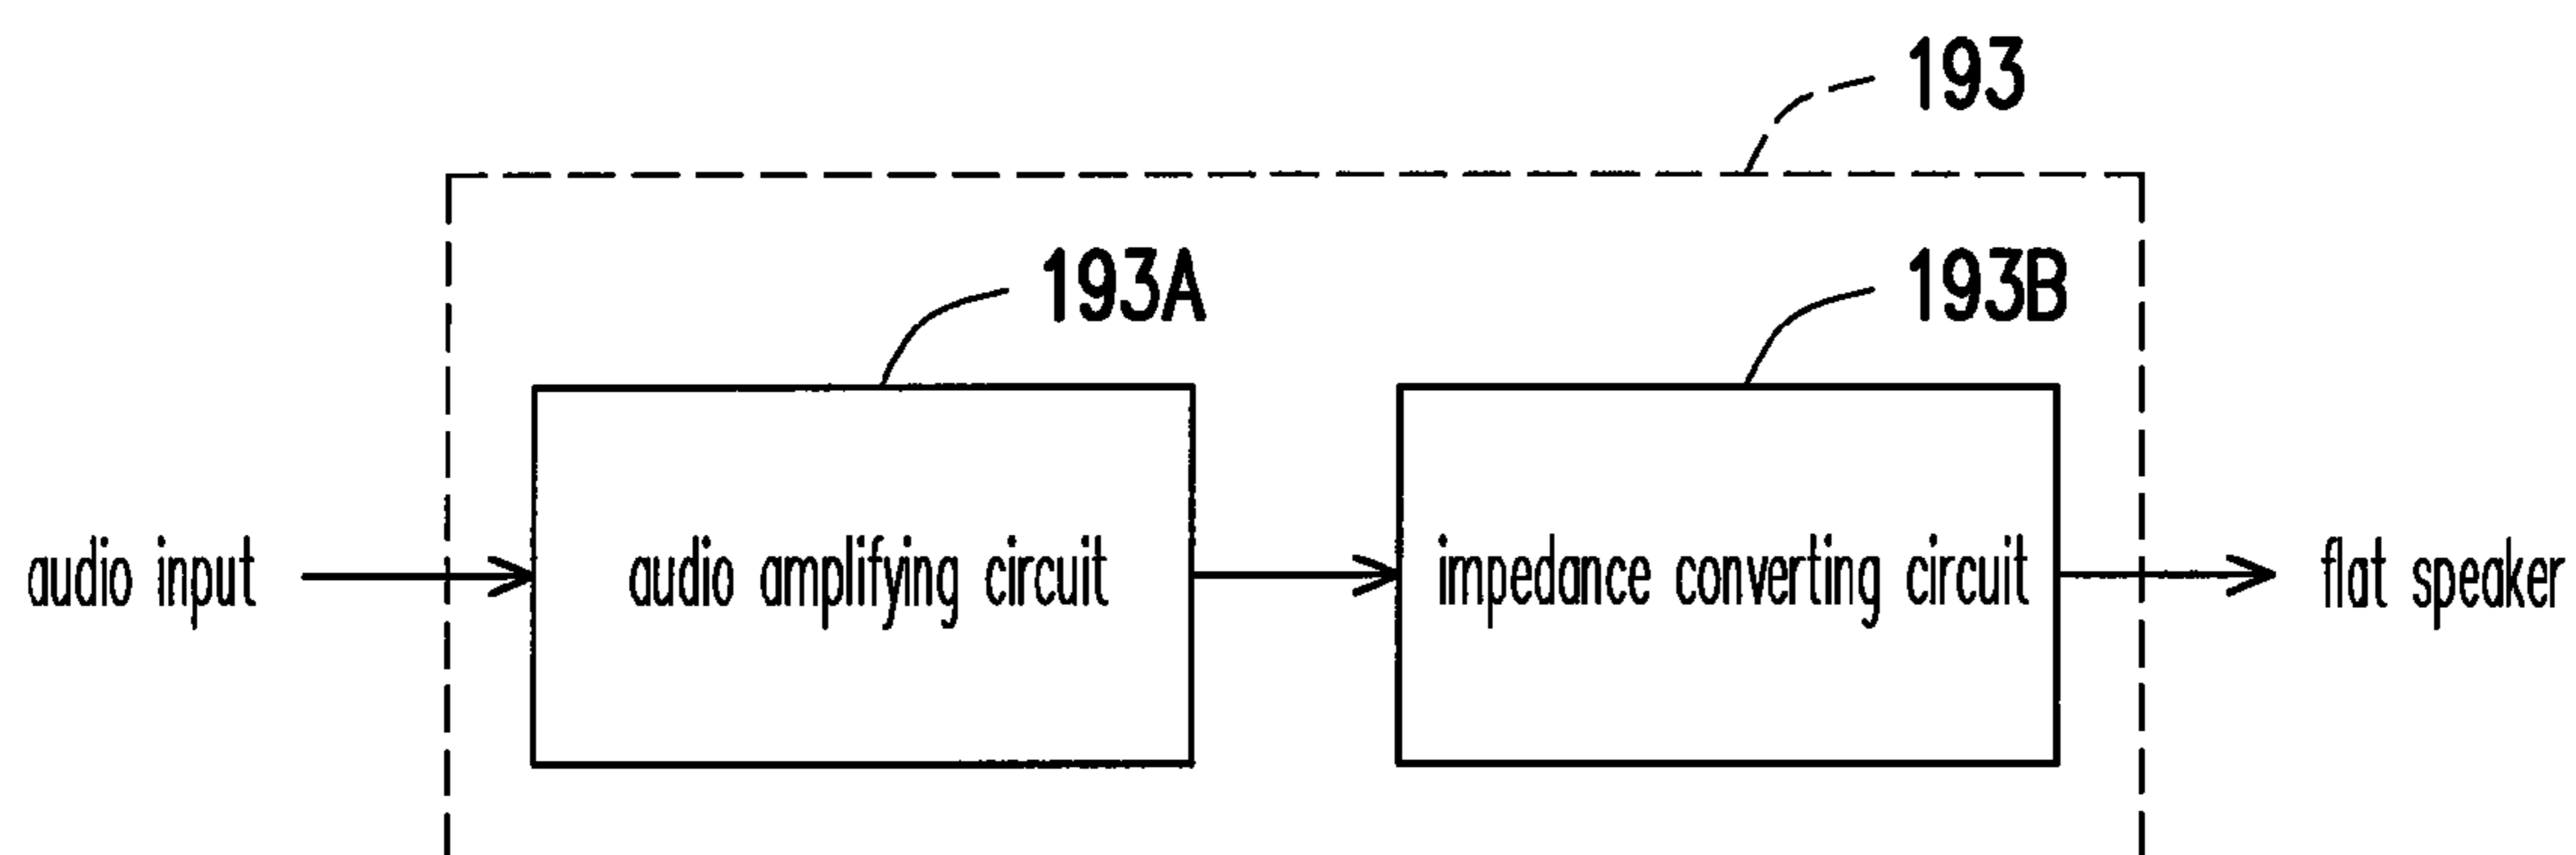 193
193A
193B
audio input
audio amplifying circuit
impedance converting circuit
flat speaker